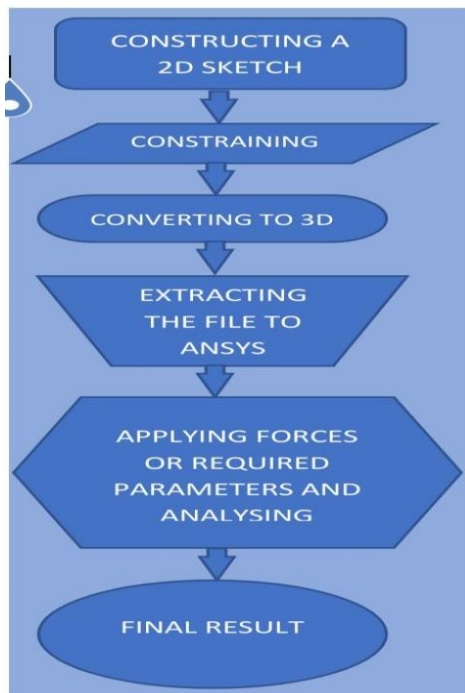 CONSTRUCTING A
2D SKETCH
CONSTRAINING
CONVERTING TO 3D
EXTRACTING
THE FILE TO
ANSYS
APPLYING FORCES
OR REQUIRED
PARAMETERS AND
ANALYSING
FINAL RESULT